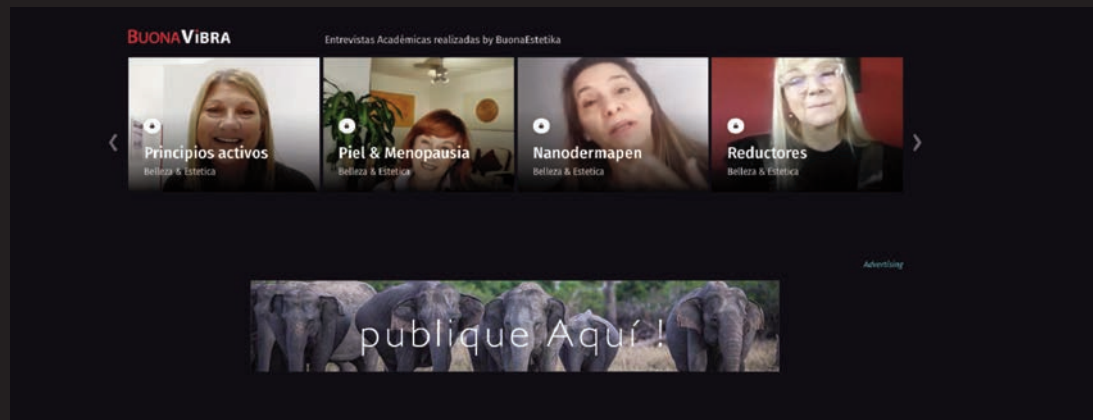 BUONAVIBRA
Entrevistas Académicas realizadas by BuonaEstetika
Principios activos
Belleza & Estetica
Piel & Menopausia
Belleza & Estetica
Nanodermapen
Belleza & Estetica
Reductores
Belleza & Estetica
Advertising
publique Aquí !